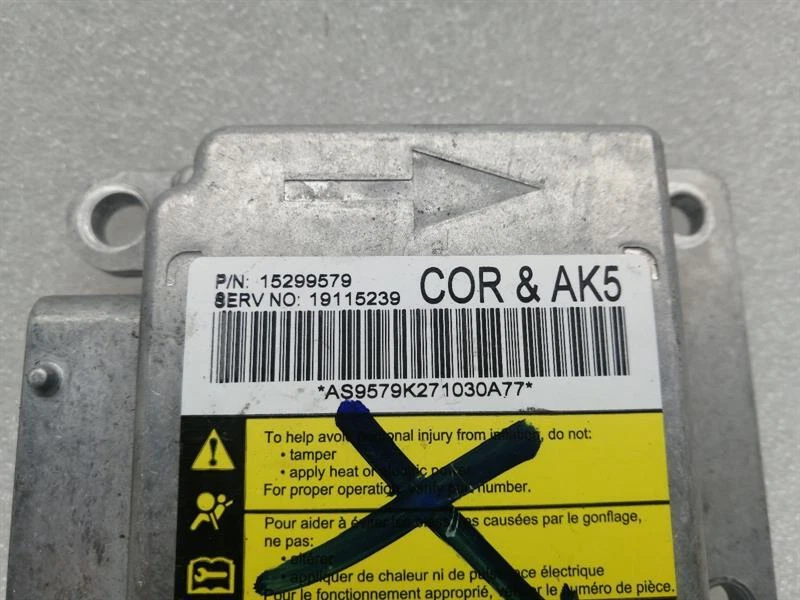 P/N: 15299579
SERV NO: 19115239
COR & AK5
*AS9579K271030A77*
To help avoid personal injury from inflation, do not:
• tamper
• apply heat or electric power
For proper operation, verify part number.
Pour aider à éviter les blessures causées par le gonflage,
ne pas:
• altérer
• appliquer de chaleur ni de puissance électrique
Pour le fonctionnement approprié, le numéro de pièce.